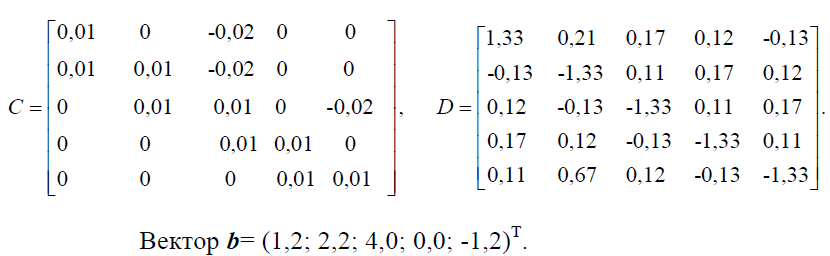 0,01 0 -0,02 0 0 1,33 0,21 0,17 0,12 -0,13
0,01 0,01 -0,02 0 0 -0,13 -1,33 0,11 0,17 0,12
C = 0 0,01 0,01 0 -0,02 , D = 0,12 -0,13 -1,33 0,11 0,17 .
0 0 0,01 0,01 0 0,17 0,12 -0,13 -1,33 0,11
0 0 0 0,01 0,01 0,11 0,67 0,12 -0,13 -1,33
Вектор b= (1,2; 2,2; 4,0; 0,0; -1,2)T.